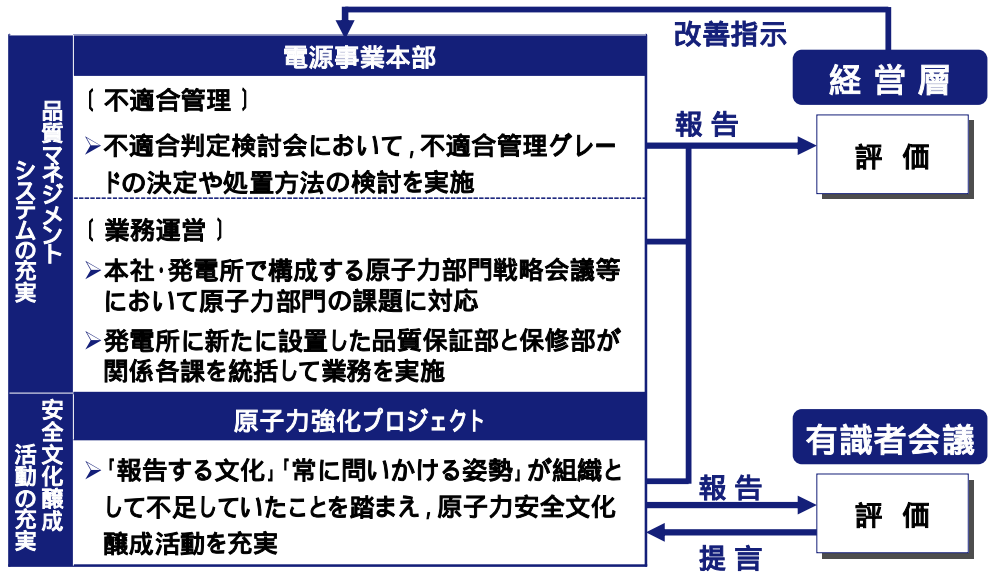 改善指示
電源事業本部
経営層
品質マネジメント
システムの充実
〔 不適合管理 〕
報告
➢不適合判定検討会において,不適合管理グレー
ドの決定や処置方法の検討を実施
評価
〔 業務運営 〕
➢本社・発電所で構成する原子力部門戦略会議等
において原子力部門の課題に対応
➢発電所に新たに設置した品質保証部と保修部が
関係各課を統括して業務を実施
安全文化醸成
活動の充実
原子力強化プロジェクト
有識者会議
➢「報告する文化」「常に問いかける姿勢」が組織と
して不足していたことを踏まえ,原子力安全文化
醸成活動を充実
報告
評価
提言